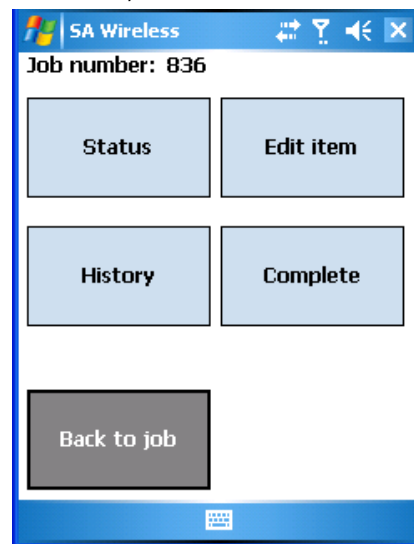 SA Wireless
Job number: 836
Status
Edit item
History
Complete
Back to job